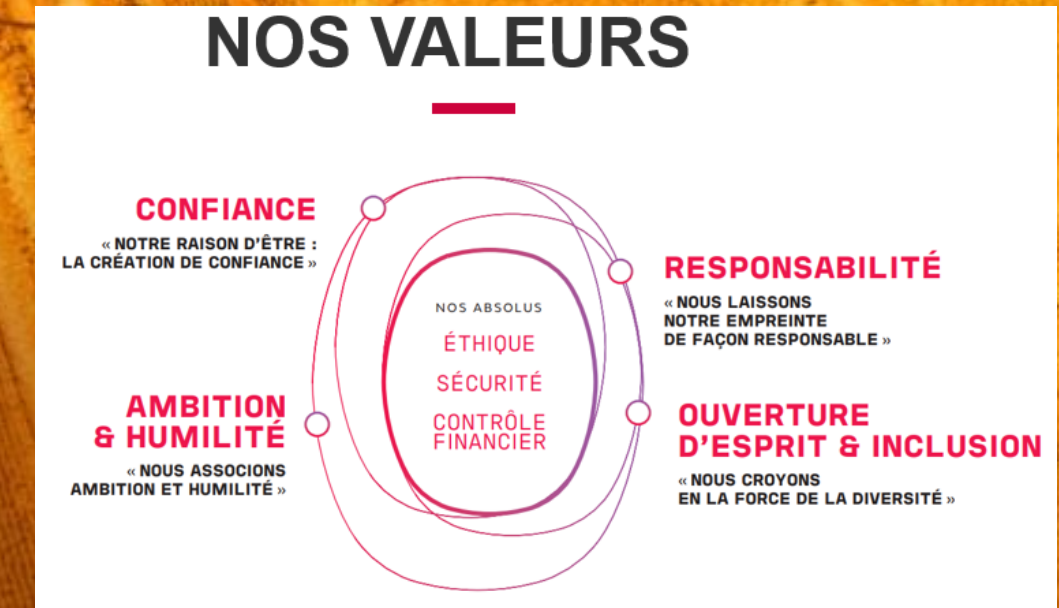 NOS VALEURS
CONFIANCE
« NOTRE RAISON D'ÊTRE :
LA CRÉATION DE CONFIANCE »
RESPONSABILITÉ
« NOUS LAISSONS
NOTRE EMPREINTE
DE FAÇON RESPONSABLE »
NOS ABSOLUS
ÉTHIQUE
SÉCURITÉ
CONTRÔLE
FINANCIER
AMBITION
& HUMILITÉ
« NOUS ASSOCIONS
AMBITION ET HUMILITÉ »
OUVERTURE
D'ESPRIT & INCLUSION
« NOUS CROYONS
EN LA FORCE DE LA DIVERSITÉ »